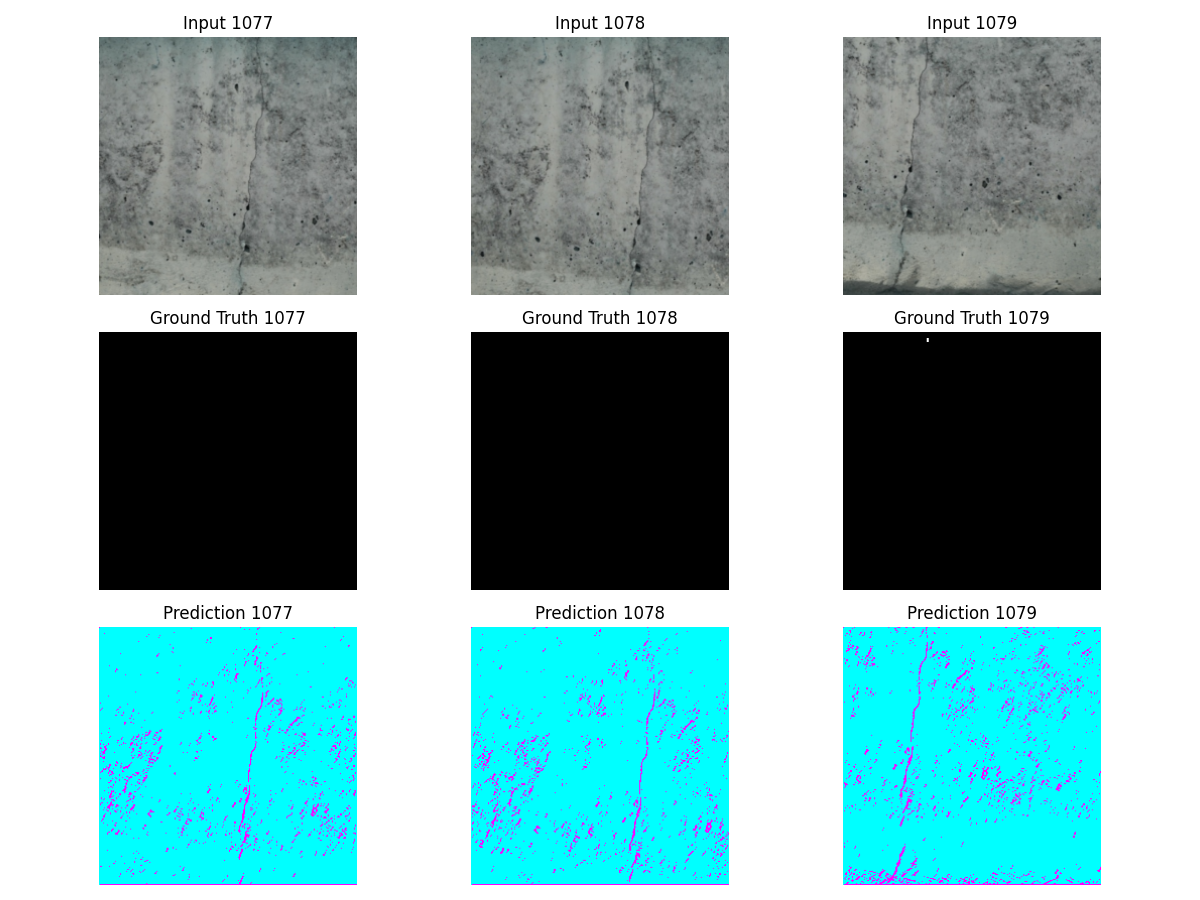 Input 1077
Input 1078
Input 1079
Ground Truth 1077
Ground Truth 1078
Ground Truth 1079
Prediction 1077
Prediction 1078
Prediction 1079